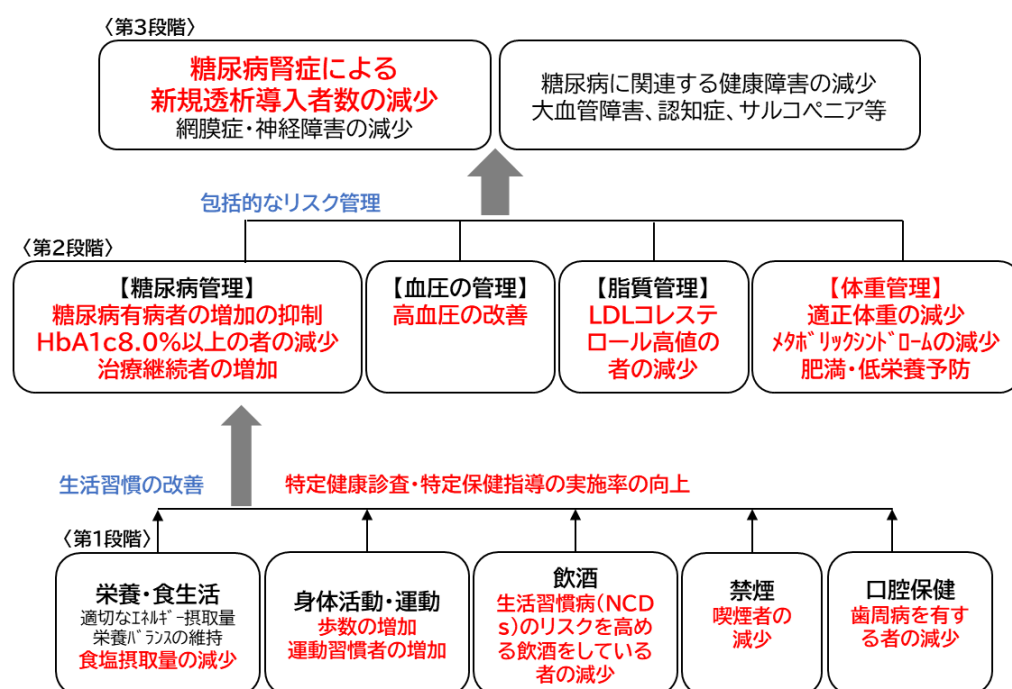 〈第3段階〉
糖尿病腎症による
新規透析導入者数の減少
網膜症・神経障害の減少
糖尿病に関連する健康障害の減少
大血管障害、認知症、サルコペニア等
包括的なリスク管理
〈第2段階〉
【糖尿病管理】
糖尿病有病者の増加の抑制
HbA1c8.0%以上の者の減少
治療継続者の増加
【血圧の管理】
高血圧の改善
【脂質管理】
LDLコレステ
ロール高値の
者の減少
【体重管理】
適正体重の減少
ﾒﾀﾎﾞﾘｯｸｼﾝﾄﾞﾛｰﾑの減少
肥満・低栄養予防
生活習慣の改善
特定健康診査・特定保健指導の実施率の向上
〈第1段階〉
栄養・食生活
適切なｴﾈﾙｷﾞｰ摂取量
栄養ﾊﾞﾗﾝｽの維持
食塩摂取量の減少
身体活動・運動
歩数の増加
運動習慣者の増加
飲酒
生活習慣病(NCD
s)のリスクを高め
る飲酒をしている
者の減少
禁煙
喫煙者の
減少
口腔保健
歯周病を有す
る者の減少